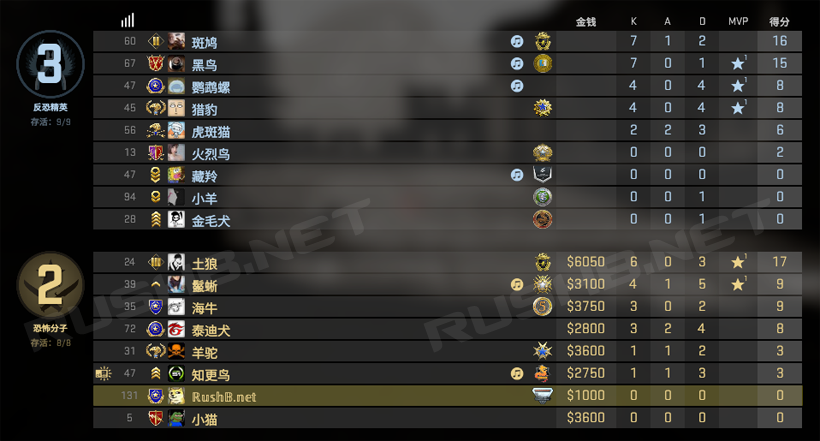 金钱 K A D MVP 得分
3
反恐精英
存活: 9/9
60 斑鸠 7 1 2 16
67 黑鸟 7 0 1 1 15
47 鹦鹉螺 4 0 4 1 8
45 猎豹 4 0 4 1 8
56 虎斑猫 2 2 3 6
13 火烈鸟 0 0 0 2
47 藏羚 0 0 0 0
94 小羊 0 0 1 0
28 金毛犬 0 0 1 0
2
恐怖分子
存活: 8/8
24 土狼 $6050 6 0 3 1 17
39 鬣蜥 $3100 4 1 5 1 9
35 海牛 $3750 3 0 2 9
72 泰迪犬 $2800 3 2 4 8
31 羊驼 $3600 1 1 2 3
47 知更鸟 $2750 1 1 3 3
131 RushB.net $1000 0 0 0 0
5 小猫 $3600 0 0 0 0
RUSHB.NET
RUSHB.NET